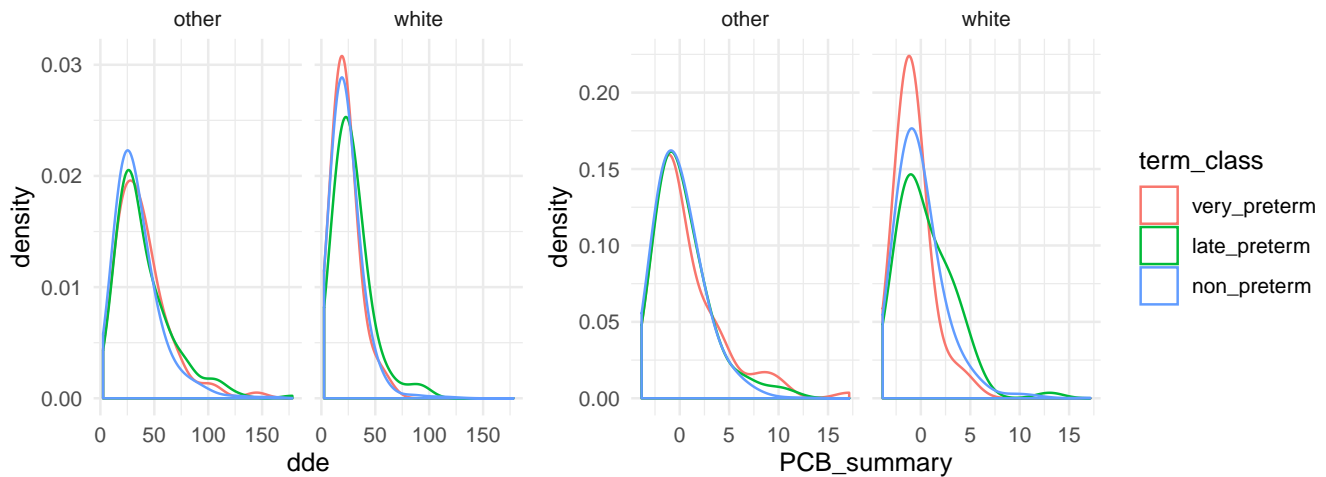 other white
0.03
0.02
0.01
0.00
density
0 50 100 150 0 50 100 150
dde
other white
0.20
0.15
0.10
0.05
0.00
density
0 5 10 15 0 5 10 15
PCB_summary
term_class
very_preterm
late_preterm
non_preterm